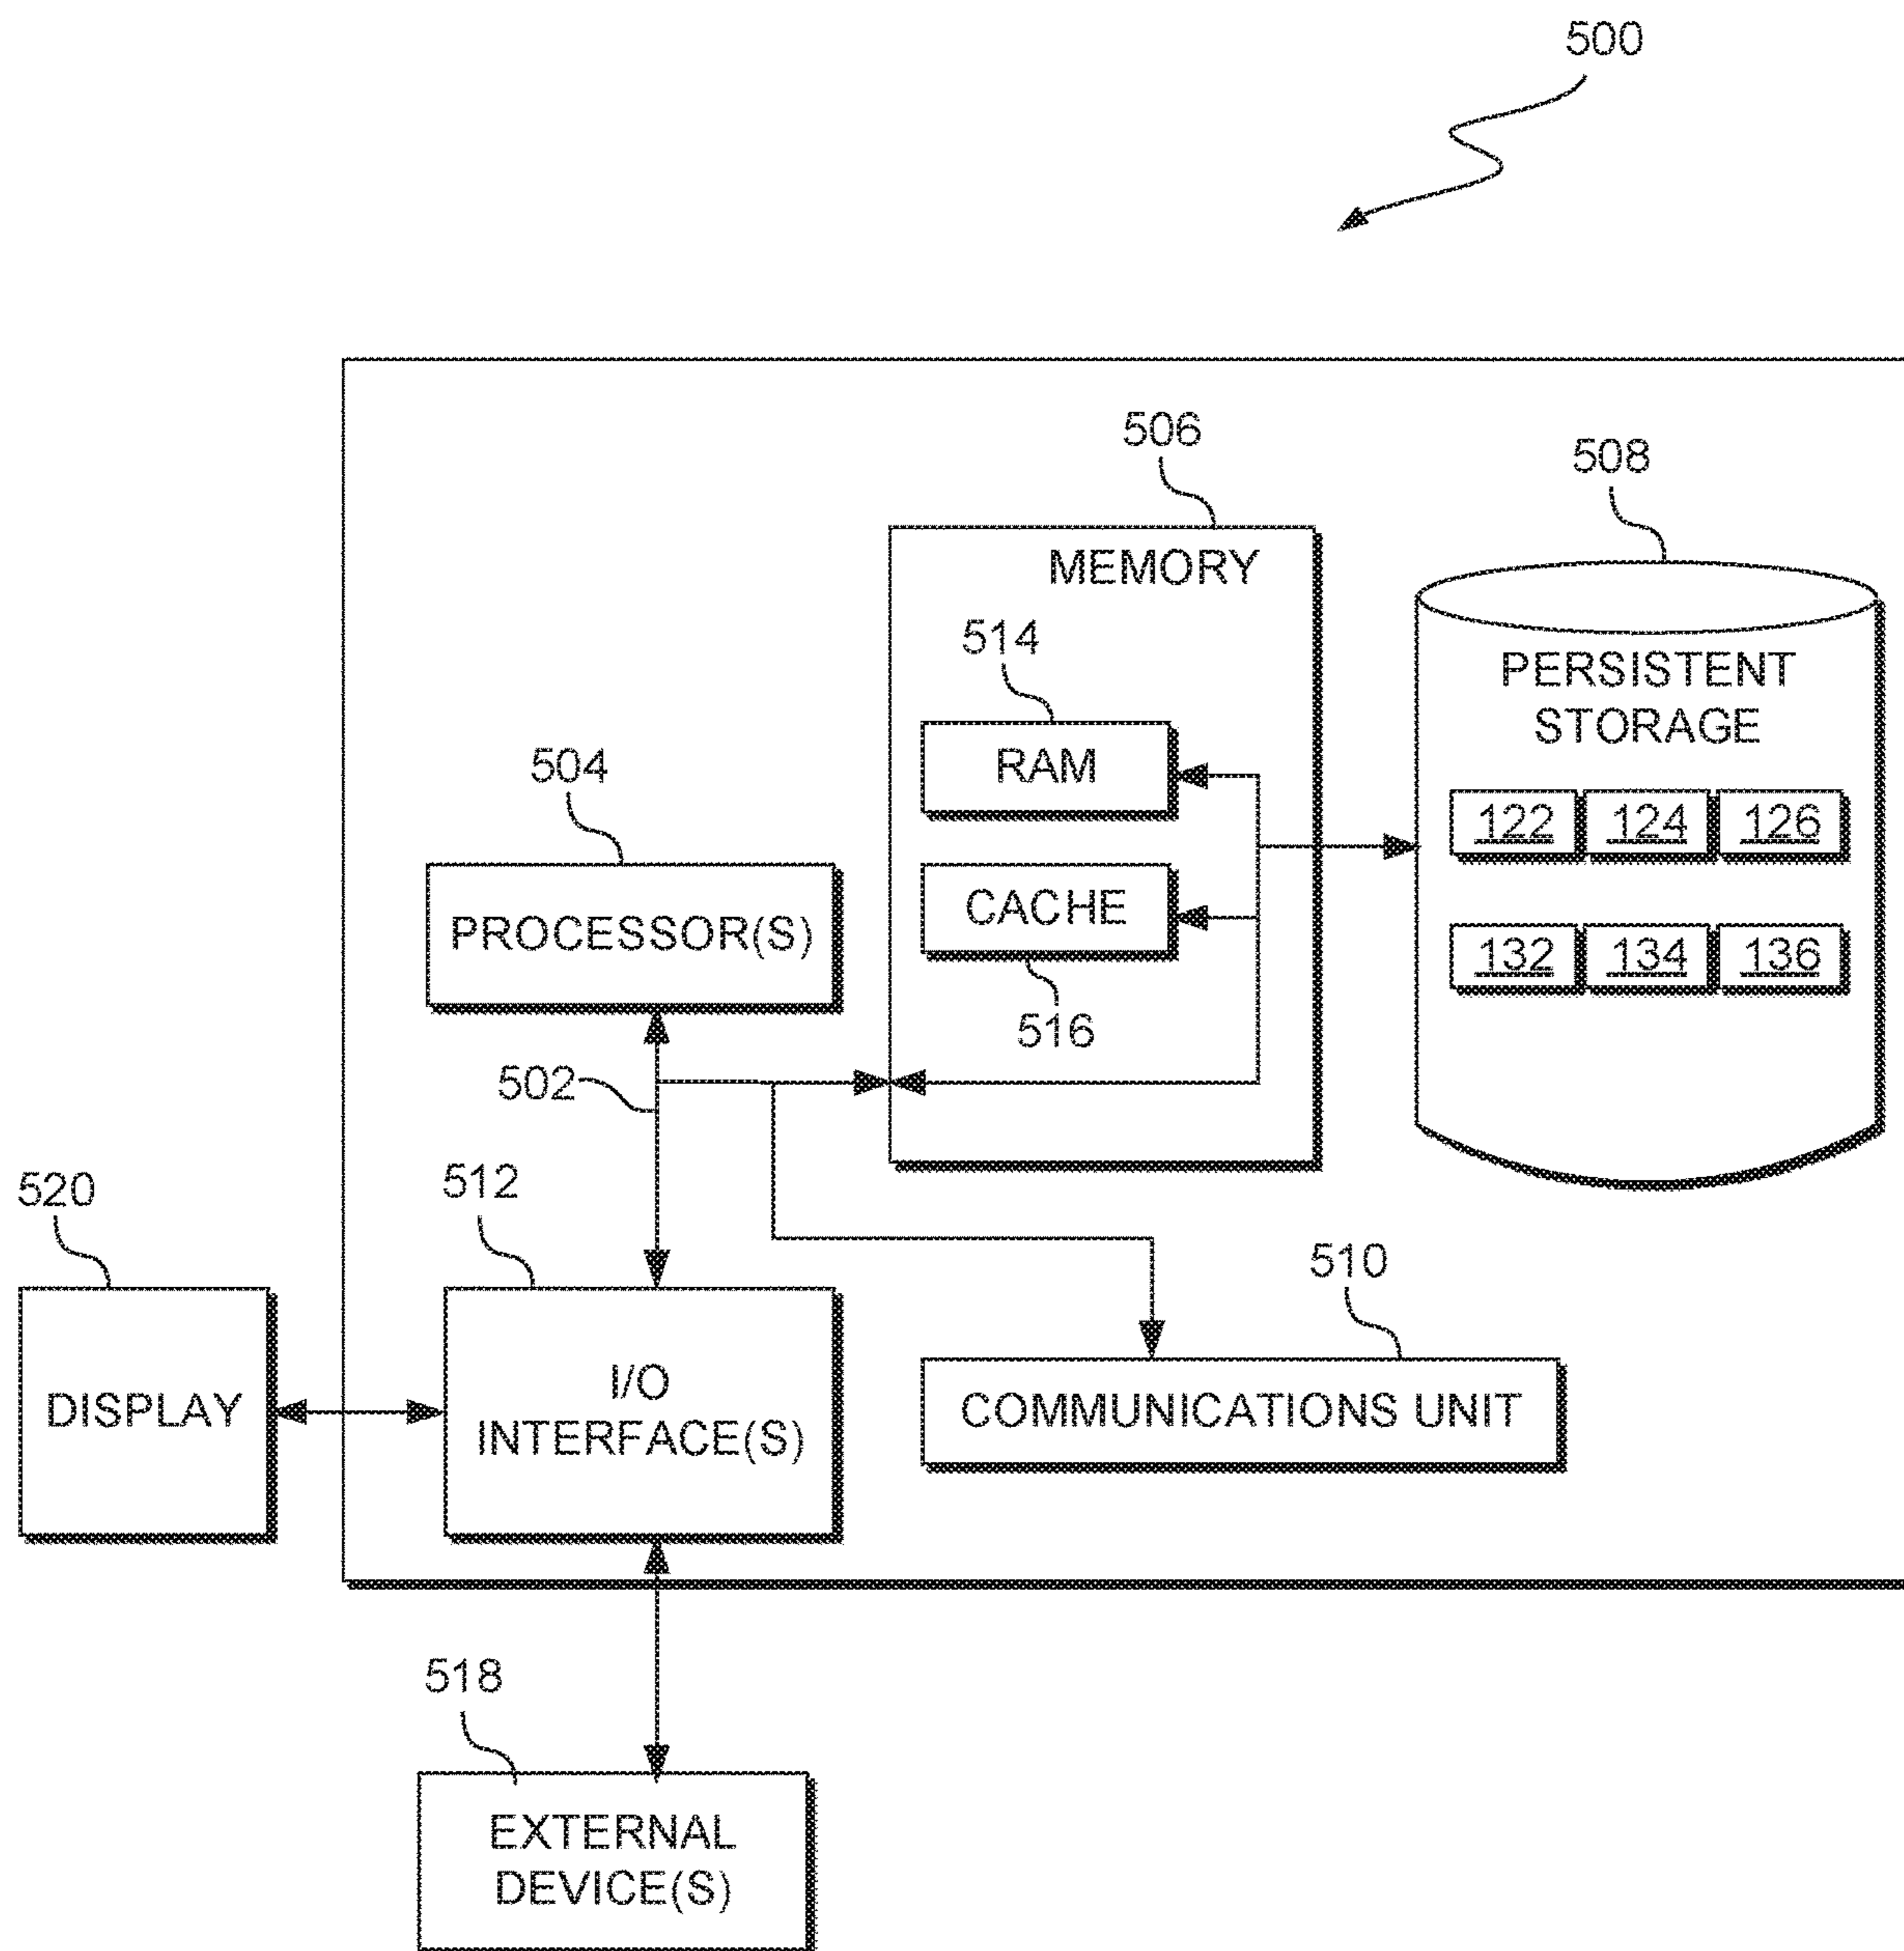 500
506
508
MEMORY
514
PERSISTENT
STORAGE
RAM
504
122 124 126
CACHE
PROCESSOR(S)
132 134 136
516
502
520
512
510
I/O
INTERFACE(S)
DISPLAY
COMMUNICATIONS UNIT
518
EXTERNAL
DEVICE(S)